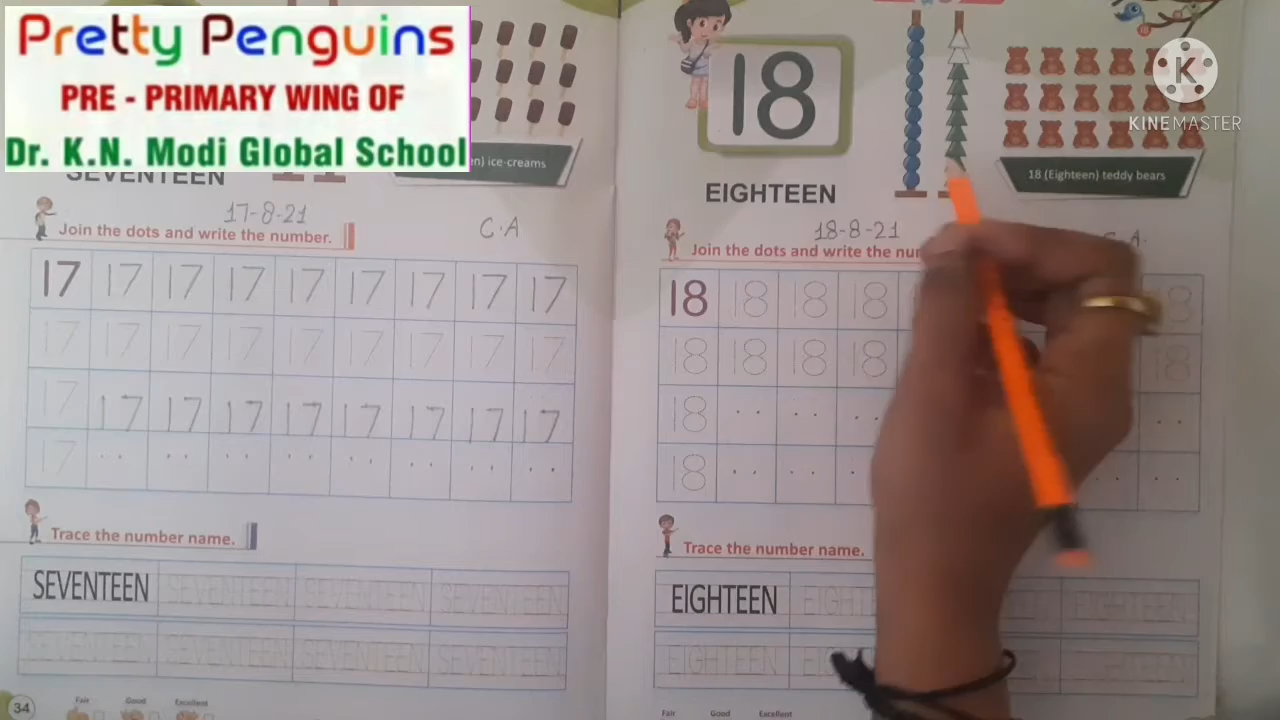 Pretty Penguins
PRE - PRIMARY WING OF
Dr. K.N. Modi Global School
K
KINEMASTER
ice-creams
SEVENTEEN
17-8-21
C.A
Join the dots and write the number.
17 17 17 17 17 17 17 17 17
17 17 17 17 17 17 17 17 17
17 17 17 17 17 17 17 17 17
17
Trace the number name.
SEVENTEEN SEVENTEEN SEVENTEEN SEVENTEEN
SEVENTEEN SEVENTEEN SEVENTEEN SEVENTEEN
34
Fair Good Excellent
18
18 (Eighteen) teddy bears
EIGHTEEN
18-8-21
Join the dots and write the
18 18 18 18 18
18 18 18 18 18
18
18
Trace the number name.
EIGHTEEN EIGHTEEN
EIGHTEEN
Fair Good Excellent